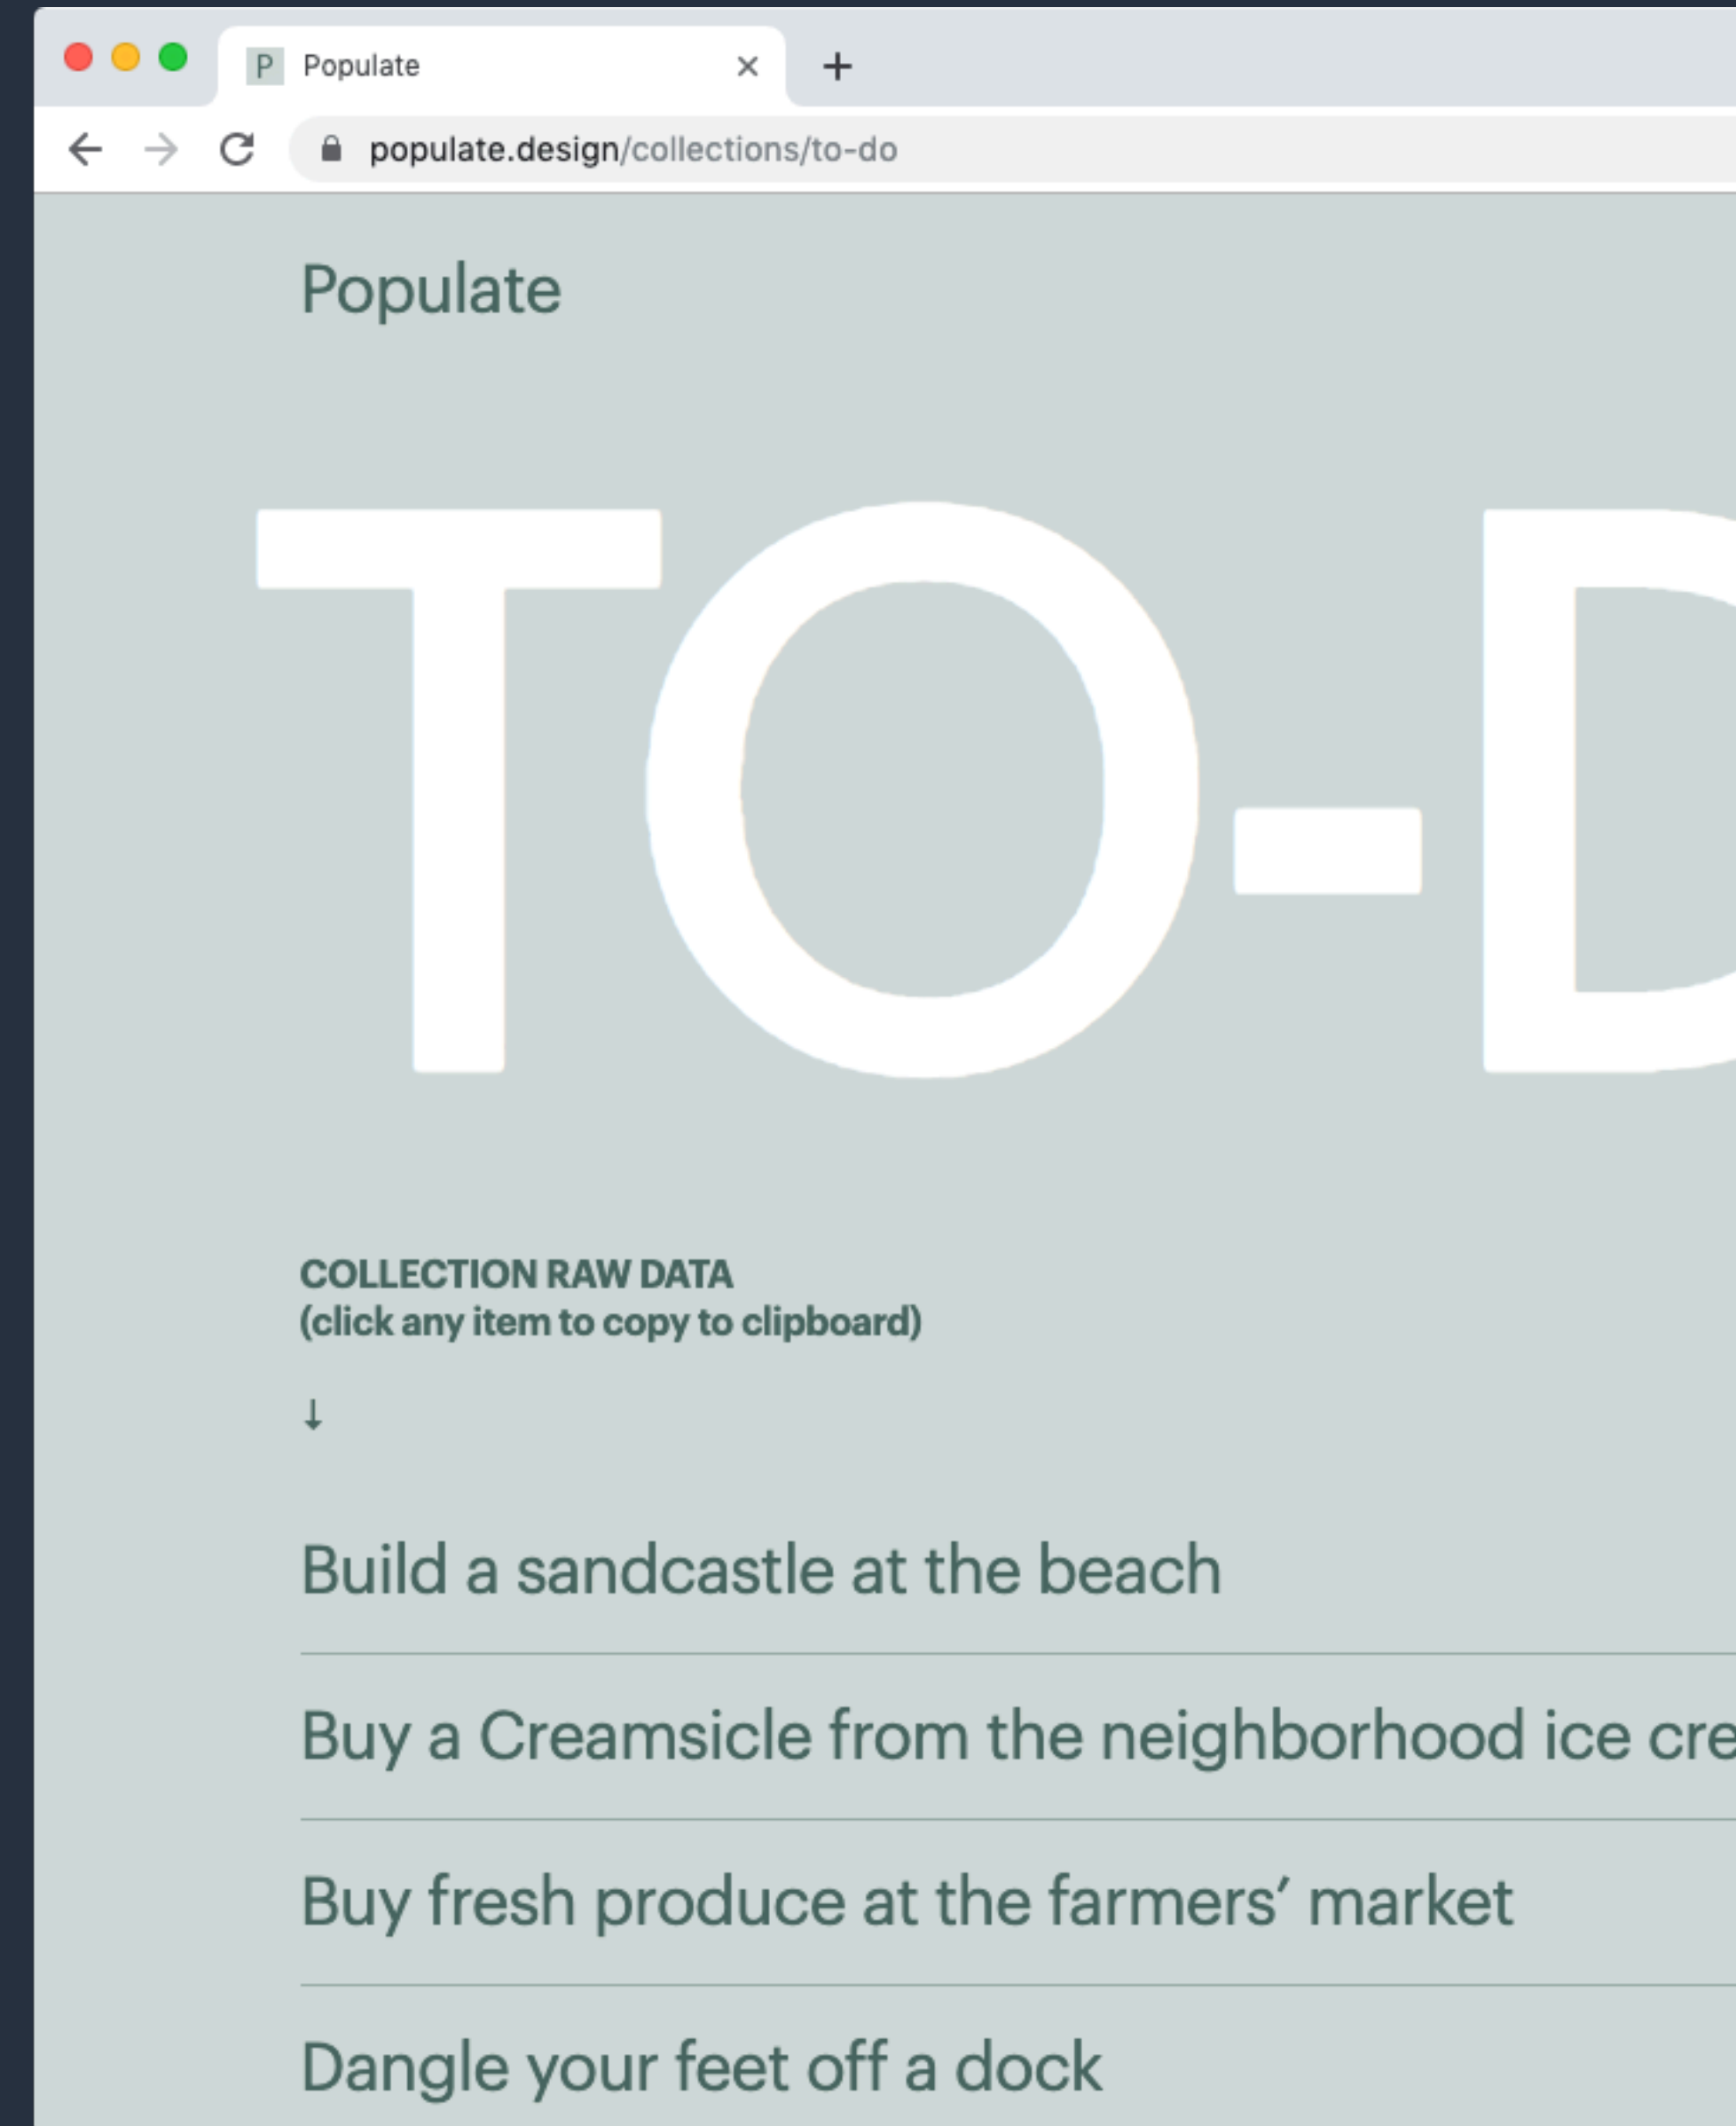 P Populate
populate.design/collections/to-do
Populate
TO-D
COLLECTION RAW DATA
(click any item to copy to clipboard)
↓
Build a sandcastle at the beach
Buy a Creamsicle from the neighborhood ice cre
Buy fresh produce at the farmers’ market
Dangle your feet off a dock